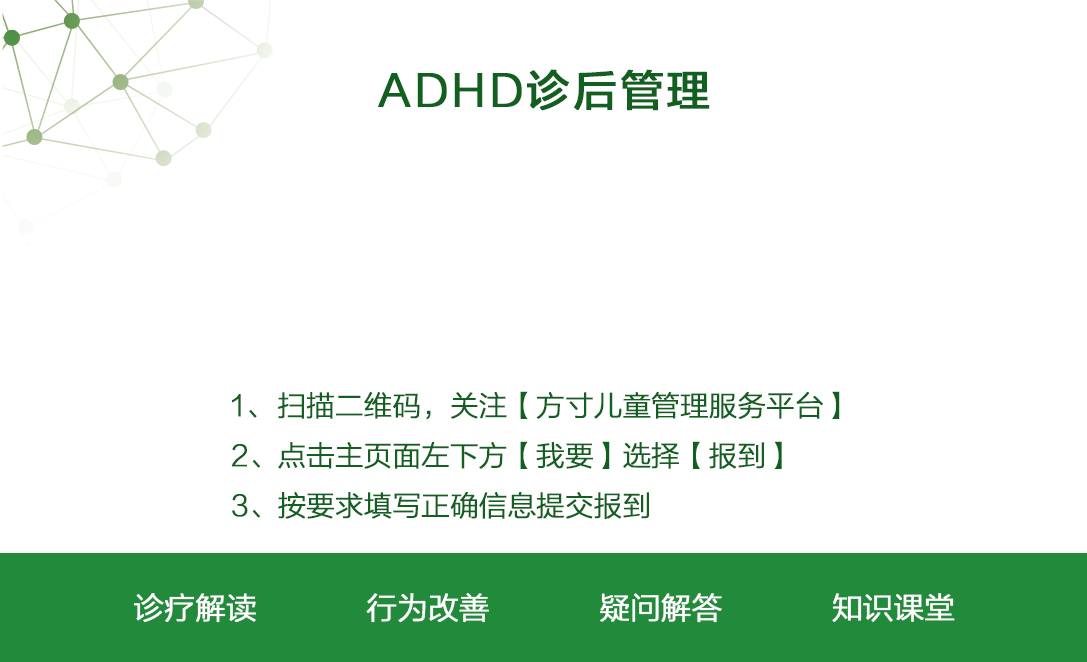 ADHD诊后管理
1、扫描二维码，关注【方寸儿童管理服务平台】
2、点击主页面左下方【我要】选择【报到】
3、按要求填写正确信息提交报到
诊疗解读 行为改善 疑问解答 知识课堂